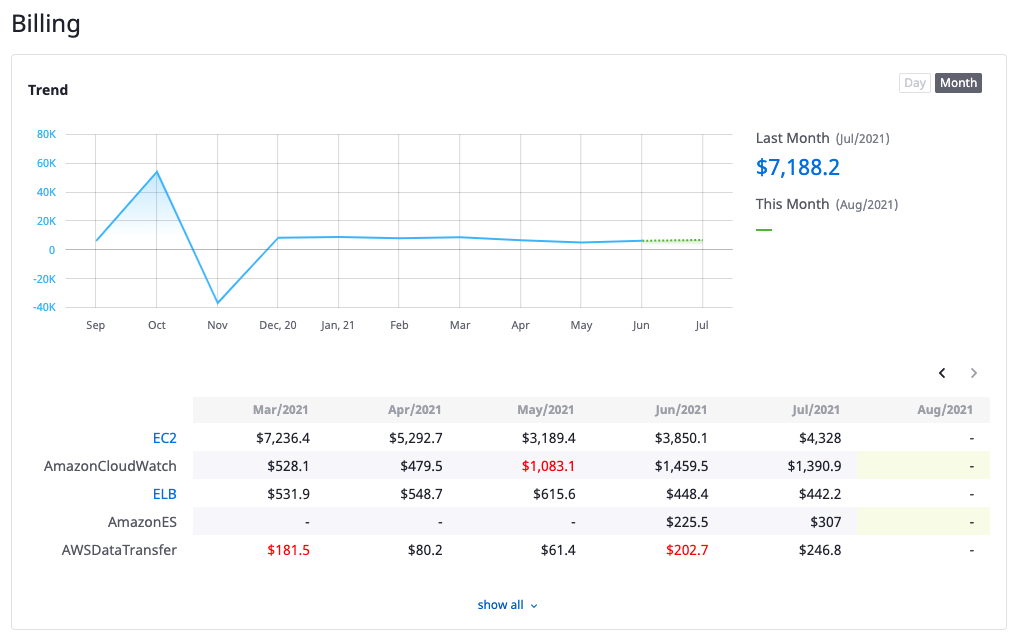 Billing
Trend
Day Month
80K
60K
40K
20K
0
-20K
-40K
Sep Oct Nov Dec, 20 Jan, 21 Feb Mar Apr May Jun Jul
Last Month (Jul/2021)
$7,188.2
This Month (Aug/2021)
Mar/2021 Apr/2021 May/2021 Jun/2021 Jul/2021 Aug/2021
EC2 $7,236.4 $5,292.7 $3,189.4 $3,850.1 $4,328 -
AmazonCloudWatch $528.1 $479.5 $1,083.1 $1,459.5 $1,390.9 -
ELB $531.9 $548.7 $615.6 $448.4 $442.2 -
AmazonES - - - $225.5 $307 -
AWSDataTransfer $181.5 $80.2 $61.4 $202.7 $246.8 -
show all